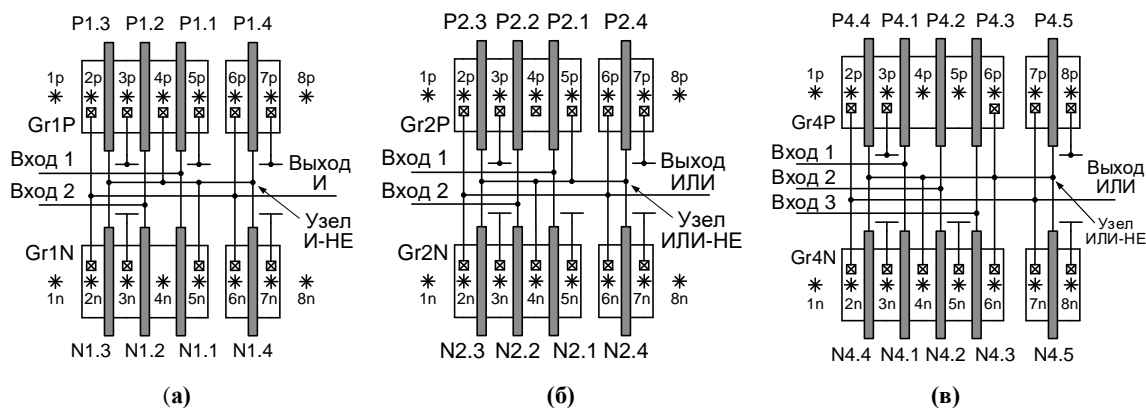 P1.3 P1.2 P1.1 P1.4
1p 2p 3p 4p 5p 6p 7p 8p
Gr1P
Вход 1
Выход
И
Вход 2
Узел
И-НЕ
Gr1N
1n 2n 3n 4n 5n 6n 7n 8n
N1.3 N1.2 N1.1 N1.4
(а)
P2.3 P2.2 P2.1 P2.4
1p 2p 3p 4p 5p 6p 7p 8p
Gr2P
Вход 1
Выход
ИЛИ
Вход 2
Узел
ИЛИ-НЕ
Gr2N
1n 2n 3n 4n 5n 6n 7n 8n
N2.3 N2.2 N2.1 N2.4
(б)
P4.4 P4.1 P4.2 P4.3 P4.5
1p 2p 3p 4p 5p 6p 7p 8p
Gr4P
Вход 1
Выход
ИЛИ
Вход 2
Вход 3
Узел
ИЛИ-НЕ
Gr4N
1n 2n 3n 4n 5n 6n 7n 8n
N4.4 N4.1 N4.2 N4.3 N4.5
(в)